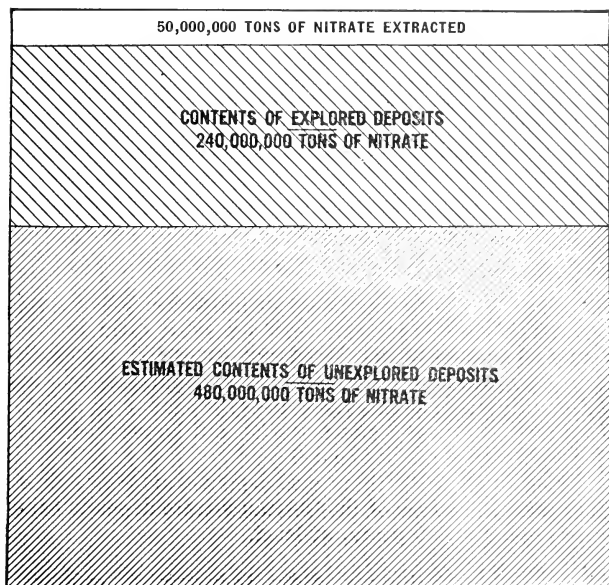 50,000,000 TONS OF NITRATE EXTRACTED
CONTENTS OF EXPLORED DEPOSITS
240,000,000 TONS OF NITRATE
ESTIMATED CONTENTS OF UNEXPLORED DEPOSITS
480,000,000 TONS OF NITRATE